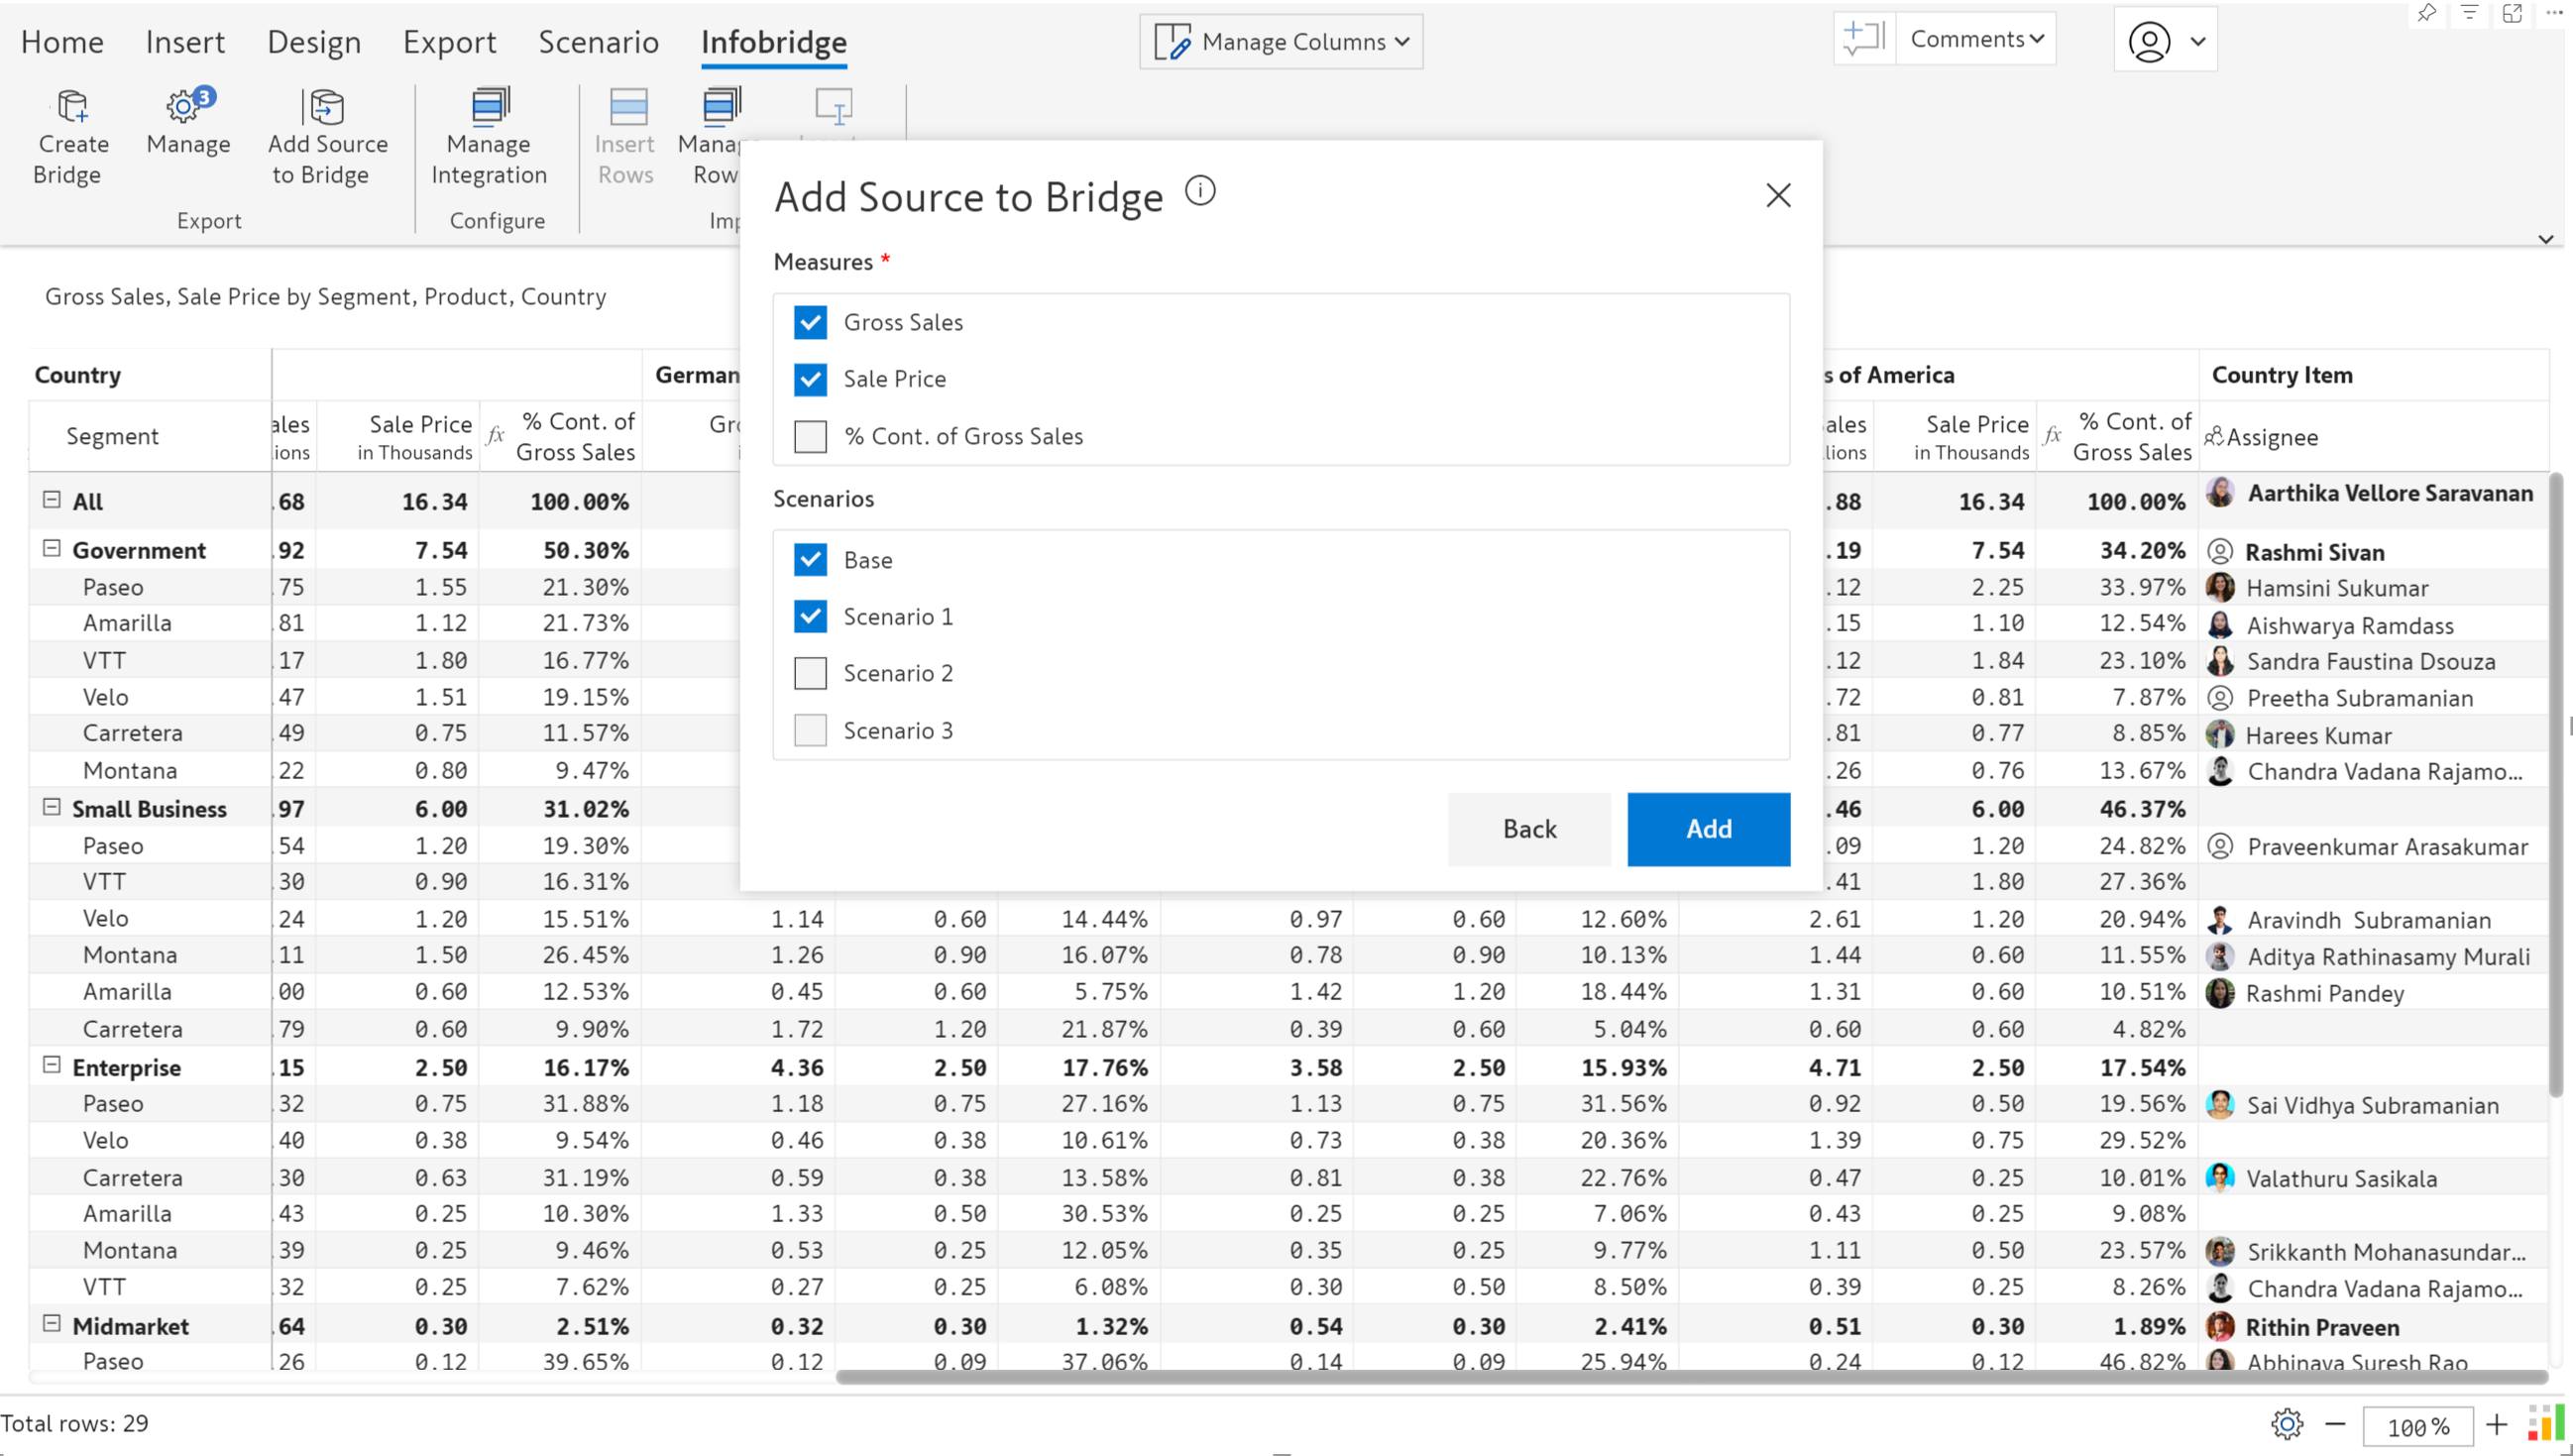 Home Insert Design Export Scenario Infobridge Manage Columns Comments
3
Create Bridge Manage Add Source to Bridge Manage Integration Insert Rows
Export Configure
Add Source to Bridge
Measures *
Gross Sales
Sale Price
% Cont. of Gross Sales
Scenarios
Base
Scenario 1
Scenario 2
Scenario 3
Back Add
Gross Sales, Sale Price by Segment, Product, Country
Country of America Country Item
Segment Sale Price in Thousands fx % Cont. of Gross Sales Sale Price in Thousands fx % Cont. of Gross Sales Assignee
All .68 16.34 100.00% .88 16.34 100.00% Aarthika Vellore Saravanan
Government .92 7.54 50.30% .19 7.54 34.20% Rashmi Sivan
Paseo .75 1.55 21.30% .12 2.25 33.97% Hamsini Sukumar
Amarilla .81 1.12 21.73% .15 1.10 12.54% Aishwarya Ramdass
VTT .17 1.80 16.77% .12 1.84 23.10% Sandra Faustina Dsouza
Velo .47 1.51 19.15% .72 0.81 7.87% Preetha Subramanian
Carretera .49 0.75 11.57% .81 0.77 8.85% Harees Kumar
Montana .22 0.80 9.47% .26 0.76 13.67% Chandra Vadana Rajamo...
Small Business .97 6.00 31.02% .46 6.00 46.37%
Paseo .54 1.20 19.30% .09 1.20 24.82% Praveenkumar Arasakumar
VTT .30 0.90 16.31% .41 1.80 27.36%
Velo .24 1.20 15.51% 1.14 0.60 14.44% 0.97 0.60 12.60% 2.61 1.20 20.94% Aravindh Subramanian
Montana .11 1.50 26.45% 1.26 0.90 16.07% 0.78 0.90 10.13% 1.44 0.60 11.55% Aditya Rathinasamy Murali
Amarilla .00 0.60 12.53% 0.45 0.60 5.75% 1.42 1.20 18.44% 1.31 0.60 10.51% Rashmi Pandey
Carretera .79 0.60 9.90% 1.72 1.20 21.87% 0.39 0.60 5.04% 0.60 0.60 4.82%
Enterprise .15 2.50 16.17% 4.36 2.50 17.76% 3.58 2.50 15.93% 4.71 2.50 17.54%
Paseo .32 0.75 31.88% 1.18 0.75 27.16% 1.13 0.75 31.56% 0.92 0.50 19.56% Sai Vidhya Subramanian
Velo .40 0.38 9.54% 0.46 0.38 10.61% 0.73 0.38 20.36% 1.39 0.75 29.52%
Carretera .30 0.63 31.19% 0.59 0.38 13.58% 0.81 0.38 22.76% 0.47 0.25 10.01% Valathuru Sasikala
Amarilla .43 0.25 10.30% 1.33 0.50 30.53% 0.25 0.25 7.06% 0.43 0.25 9.08%
Montana .39 0.25 9.46% 0.53 0.25 12.05% 0.35 0.25 9.77% 1.11 0.50 23.57% Srikkanth Mohanasundar...
VTT .32 0.25 7.62% 0.27 0.25 6.08% 0.30 0.50 8.50% 0.39 0.25 8.26% Chandra Vadana Rajamo...
Midmarket .64 0.30 2.51% 0.32 0.30 1.32% 0.54 0.30 2.41% 0.51 0.30 1.89% Rithin Praveen
Paseo .26 0.12 39.65% 0.12 0.09 37.06% 0.14 0.09 25.94% 0.24 0.12 46.82% Abhinaya Suresh Rao
Total rows: 29 100%